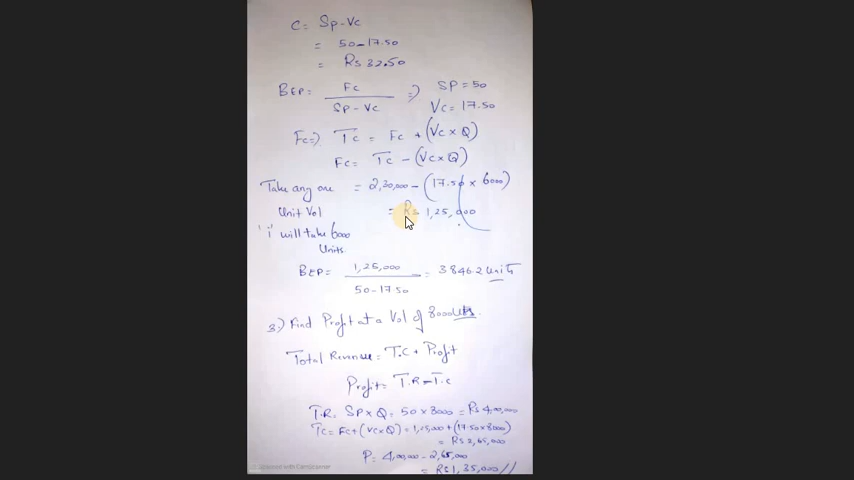 C = SP-VC
= 50-17.50
= Rs 32.50
BEP = FC / SP-VC => SP = 50
VC = 17.50
FC => TC = FC + (VC x Q)
FC = TC - (VC x Q)
Take any one = 2,30,000 - (17.50 x 6000)
Unit Vol = Rs 1,25,000
'i' will take 6000
Units
BEP = 1,25,000 / 50-17.50 = 3846.2 Units
3.) Find Profit at a Vol of 8000
Total Revenue = T.C + Profit
Profit = T.R - T.C
T.R = SP x Q = 50 x 8000 = Rs 4,00,000
TC = FC + (VC x Q) = 1,25,000 + (17.50 x 8000)
= Rs 2,65,000
P = 4,00,000 - 2,65,000
= Rs 1,35,000 //
Scanned with CamScanner